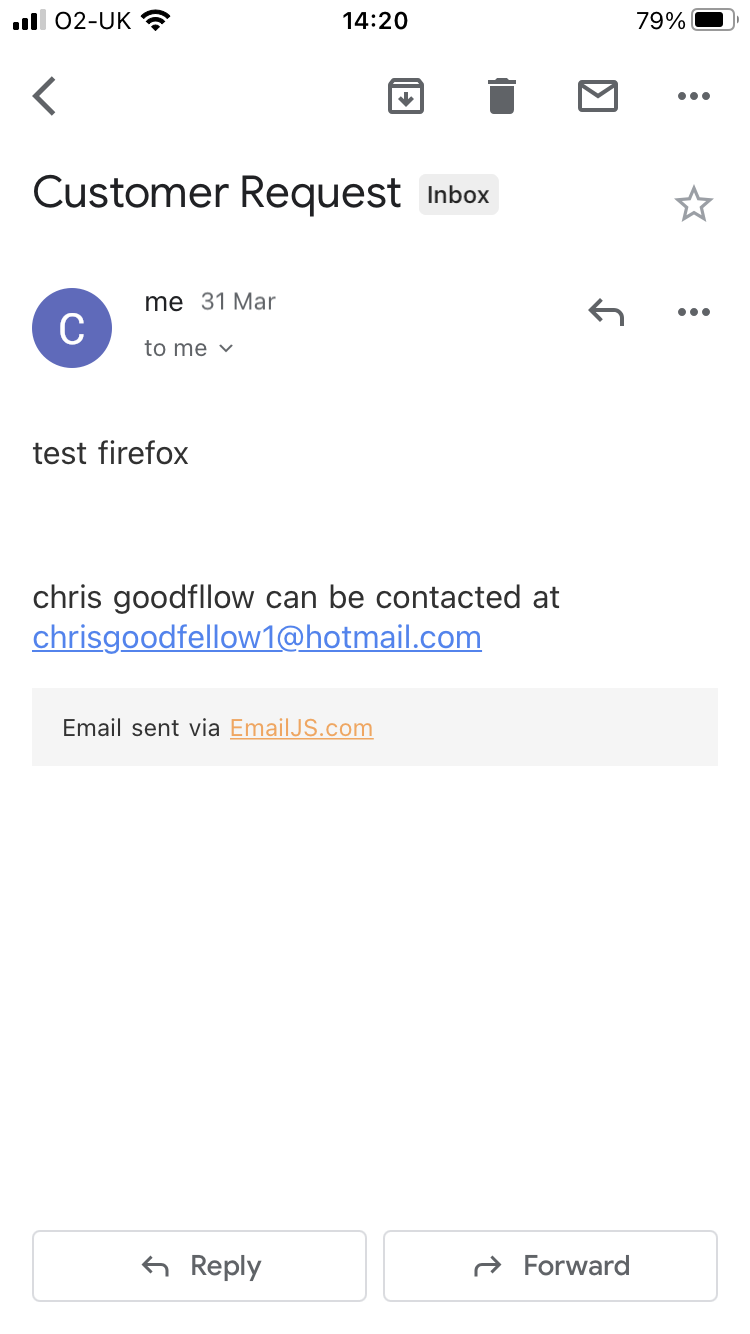 O2-UK 14:20 79%
Customer Request Inbox
C
me 31 Mar
to me
test firefox
chris goodfllow can be contacted at
chrisgoodfellow1@hotmail.com
Email sent via EmailJS.com
Reply Forward